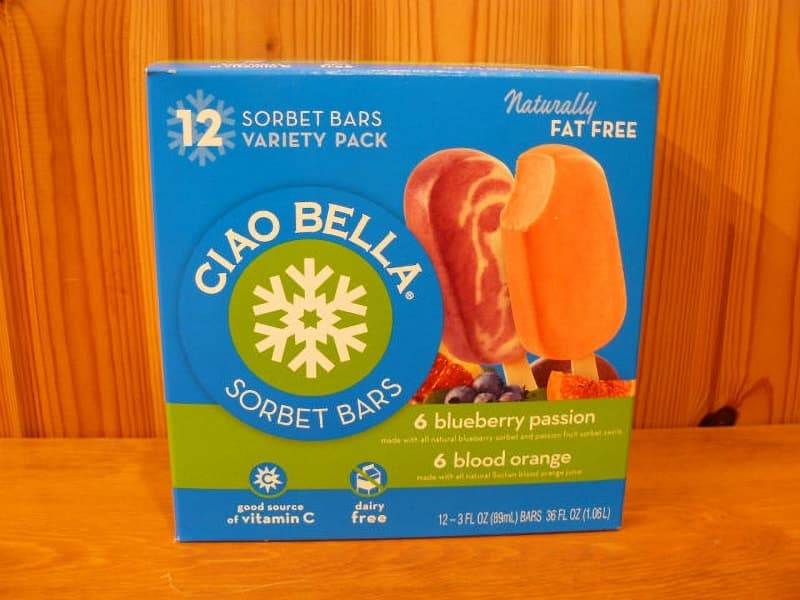 12 SORBET BARS
VARIETY PACK
Naturally
FAT FREE
CIAO BELLA®
SORBET BARS
6 blueberry passion
made with all natural blueberry sorbet and passion fruit sorbet swirls
6 blood orange
made with all natural Sicilian blood orange juice
C
good source
of vitamin C
dairy
free
12 – 3 FL OZ (89mL) BARS 36 FL OZ (1.06L)